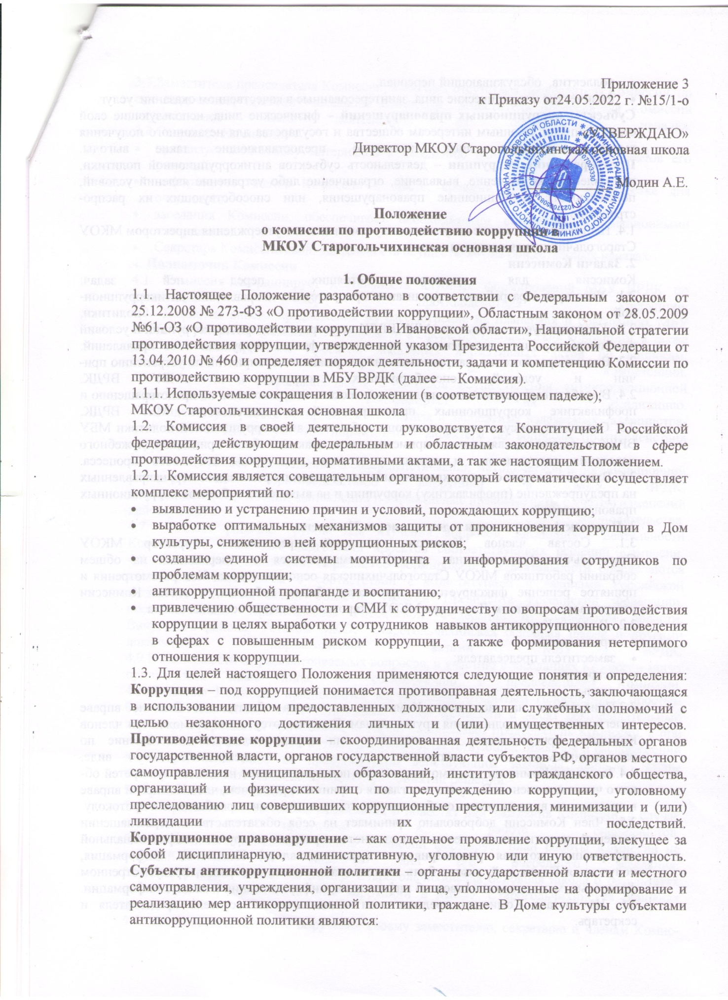 Приложение 3
к Приказу от24.05.2022 г. №15/1-о
«УТВЕРЖДАЮ»
Директор МКОУ Старогольчихинская основная школа
Модин А.Е.
Положение
о комиссии по противодействию коррупции в
МКОУ Старогольчихинская основная школа
1. Общие положения
1.1. Настоящее Положение разработано в соответствии с Федеральным законом от
25.12.2008 № 273-ФЗ «О противодействии коррупции», Областным законом от 28.05.2009
№61-ОЗ «О противодействии коррупции в Ивановской области», Национальной стратегии
противодействия коррупции, утвержденной указом Президента Российской Федерации от
13.04.2010 № 460 и определяет порядок деятельности, задачи и компетенцию Комиссии по
противодействию коррупции в МБУ ВРДК (далее — Комиссия).
1.1.1. Используемые сокращения в Положении (в соответствующем падеже);
МКОУ Старогольчихинская основная школа
1.2. Комиссия в своей деятельности руководствуется Конституцией Российской
федерации, действующим федеральным и областным законодательством в сфере
противодействия коррупции, нормативными актами, а так же настоящим Положением.
1.2.1. Комиссия является совещательным органом, который систематически осуществляет
комплекс мероприятий по:
• выявлению и устранению причин и условий, порождающих коррупцию;
• выработке оптимальных механизмов защиты от проникновения коррупции в Дом
культуры, снижению в ней коррупционных рисков;
• созданию единой системы мониторинга и информирования сотрудников по
проблемам коррупции;
• антикоррупционной пропаганде и воспитанию;
• привлечению общественности и СМИ к сотрудничеству по вопросам противодействия
коррупции в целях выработки у сотрудников навыков антикоррупционного поведения
в сферах с повышенным риском коррупции, а также формирования нетерпимого
отношения к коррупции.
1.3. Для целей настоящего Положения применяются следующие понятия и определения:
Коррупция – под коррупцией понимается противоправная деятельность, заключающаяся
в использовании лицом предоставленных должностных или служебных полномочий с
целью незаконного достижения личных и (или) имущественных интересов.
Противодействие коррупции – скоординированная деятельность федеральных органов
государственной власти, органов государственной власти субъектов РФ, органов местного
самоуправления муниципальных образований, институтов гражданского общества,
организаций и физических лиц по предупреждению коррупции, уголовному
преследованию лиц совершивших коррупционные преступления, минимизации и (или)
ликвидации их последствий.
Коррупционное правонарушение – как отдельное проявление коррупции, влекущее за
собой дисциплинарную, административную, уголовную или иную ответственность.
Субъекты антикоррупционной политики – органы государственной власти и местного
самоуправления, учреждения, организации и лица, уполномоченные на формирование и
реализацию мер антикоррупционной политики, граждане. В Доме культуры субъектами
антикоррупционной политики являются: